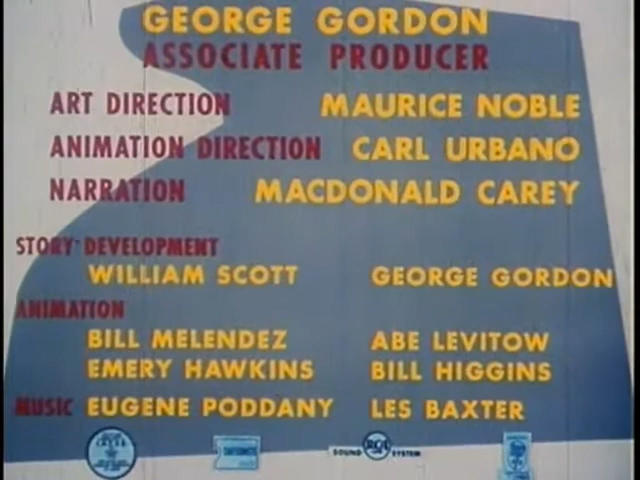 GEORGE GORDON
ASSOCIATE PRODUCER
ART DIRECTION MAURICE NOBLE
ANIMATION DIRECTION CARL URBANO
NARRATION MACDONALD CAREY
STORY DEVELOPMENT
WILLIAM SCOTT GEORGE GORDON
ANIMATION
BILL MELENDEZ ABE LEVITOW
EMERY HAWKINS BILL HIGGINS
MUSIC EUGENE PODDANY LES BAXTER
SOUND RCA SYSTEM